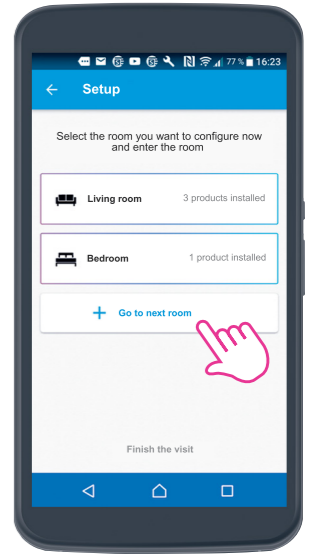 77 % 16:23
Setup
Select the room you want to configure now
and enter the room
Living room 3 products installed
Bedroom 1 product installed
Go to next room
Finish the visit